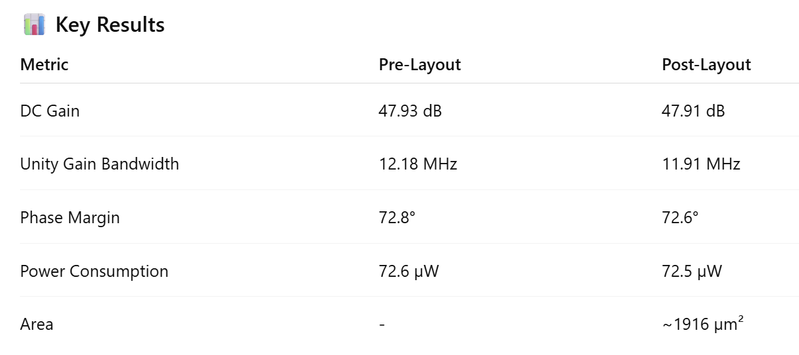 Key Results
Metric Pre-Layout Post-Layout
DC Gain 47.93 dB 47.91 dB
Unity Gain Bandwidth 12.18 MHz 11.91 MHz
Phase Margin 72.8° 72.6°
Power Consumption 72.6 μW 72.5 μW
Area - ~1916 μm²